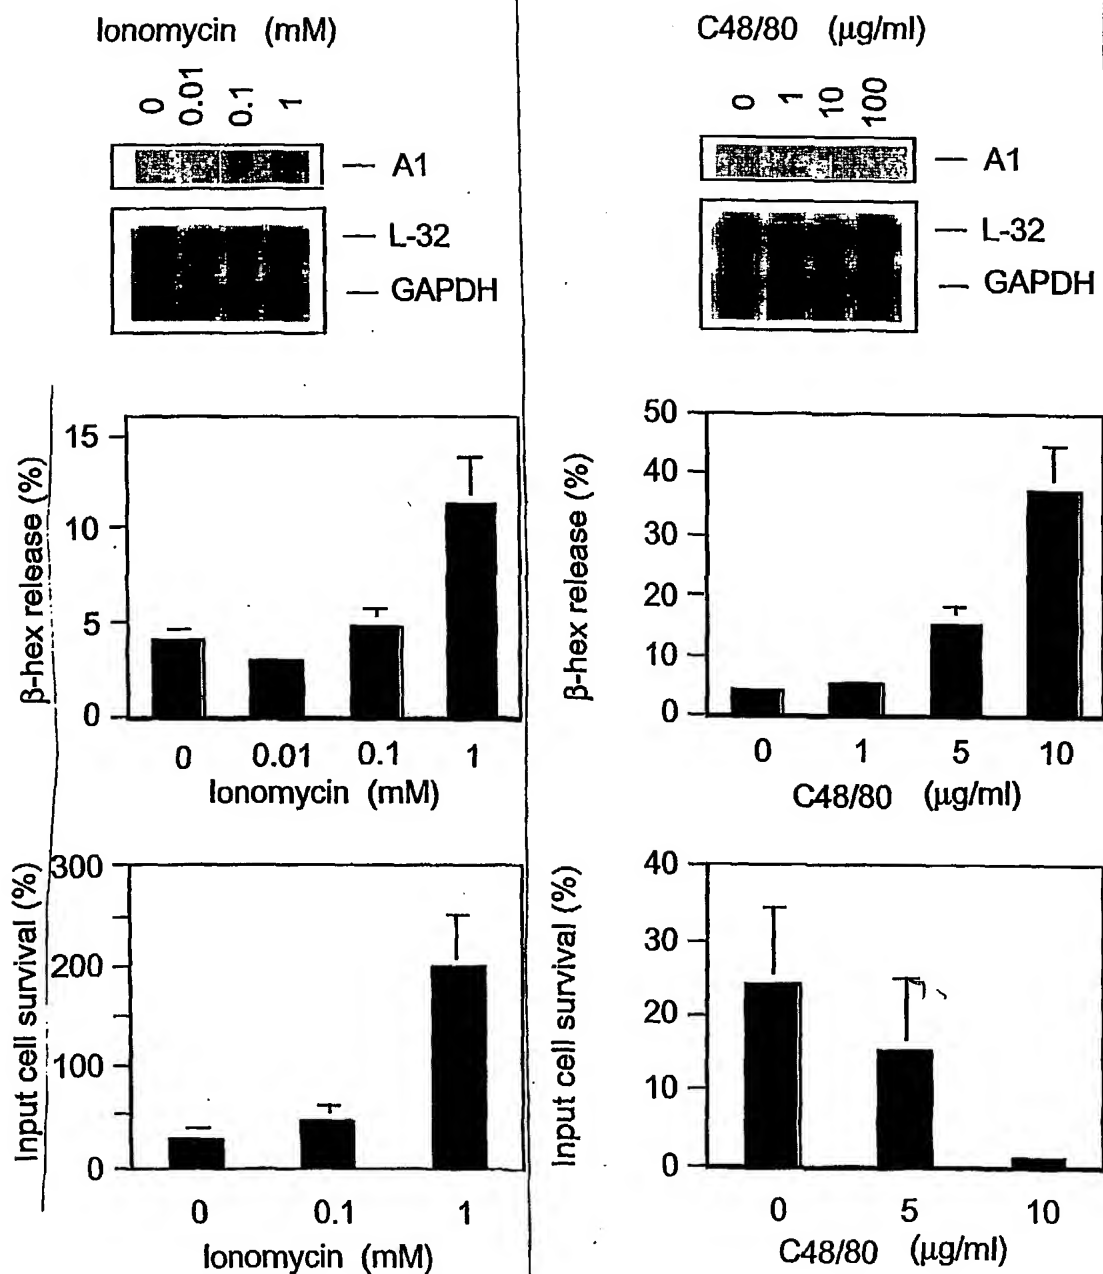 Ionomycin (mM)
0 0.01 0.1 1
A1
L-32
GAPDH
β-hex release (%)
15
10
5
0
0 0.01 0.1 1
Ionomycin (mM)
Input cell survival (%)
300
200
100
0
0 0.1 1
Ionomycin (mM)
C48/80 (μg/ml)
0 1 10 100
A1
L-32
GAPDH
β-hex release (%)
50
40
30
20
10
0
0 1 5 10
C48/80 (μg/ml)
Input cell survival (%)
40
30
20
10
0
0 5 10
C48/80 (μg/ml)